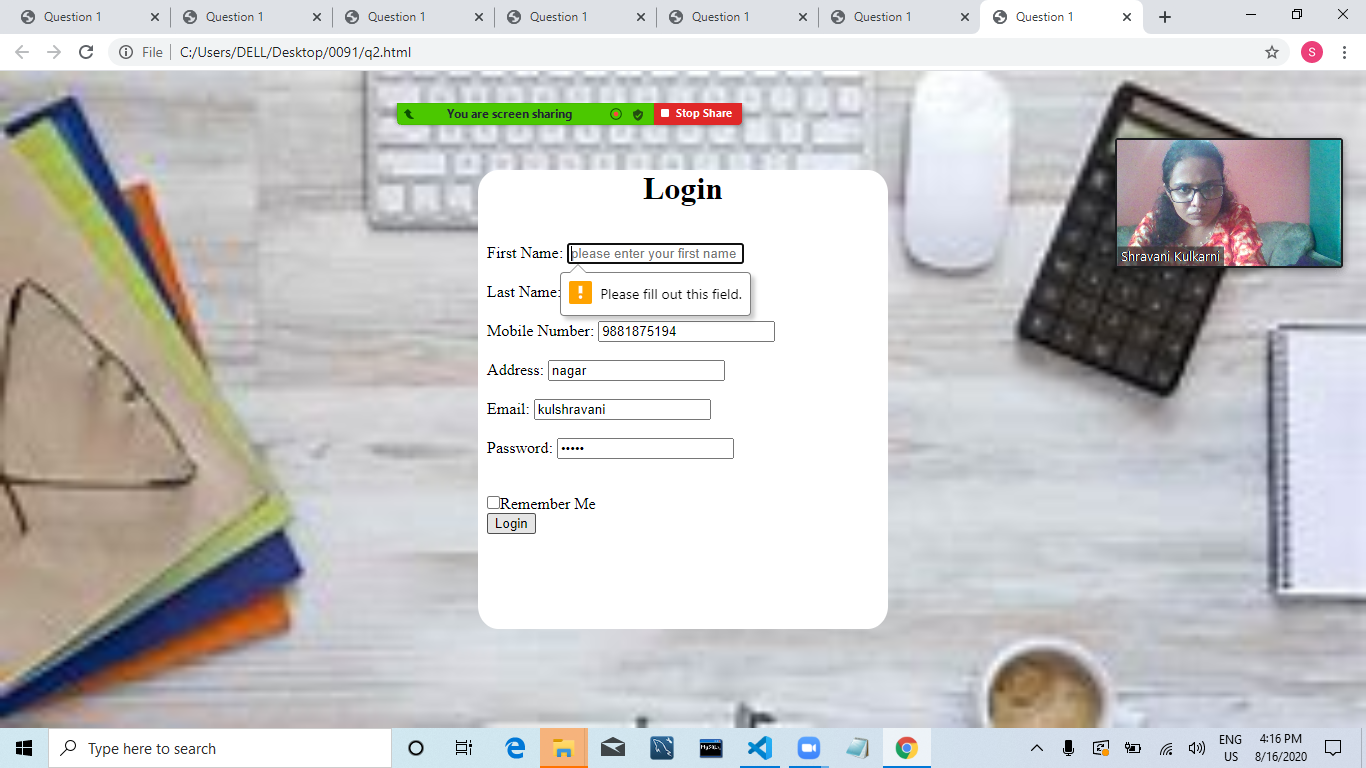 Question 1
Question 1
Question 1
Question 1
Question 1
Question 1
Question 1
File
C:/Users/DELL/Desktop/0091/q2.html
S
You are screen sharing
Stop Share
Shravani Kulkarni
Login
First Name: please enter your first name
Please fill out this field.
Last Name:
Mobile Number: 9881875194
Address: nagar
Email: kulshravani
Password: •••••
Remember Me
Login
Type here to search
MySQL
ENG
US
4:16 PM
8/16/2020